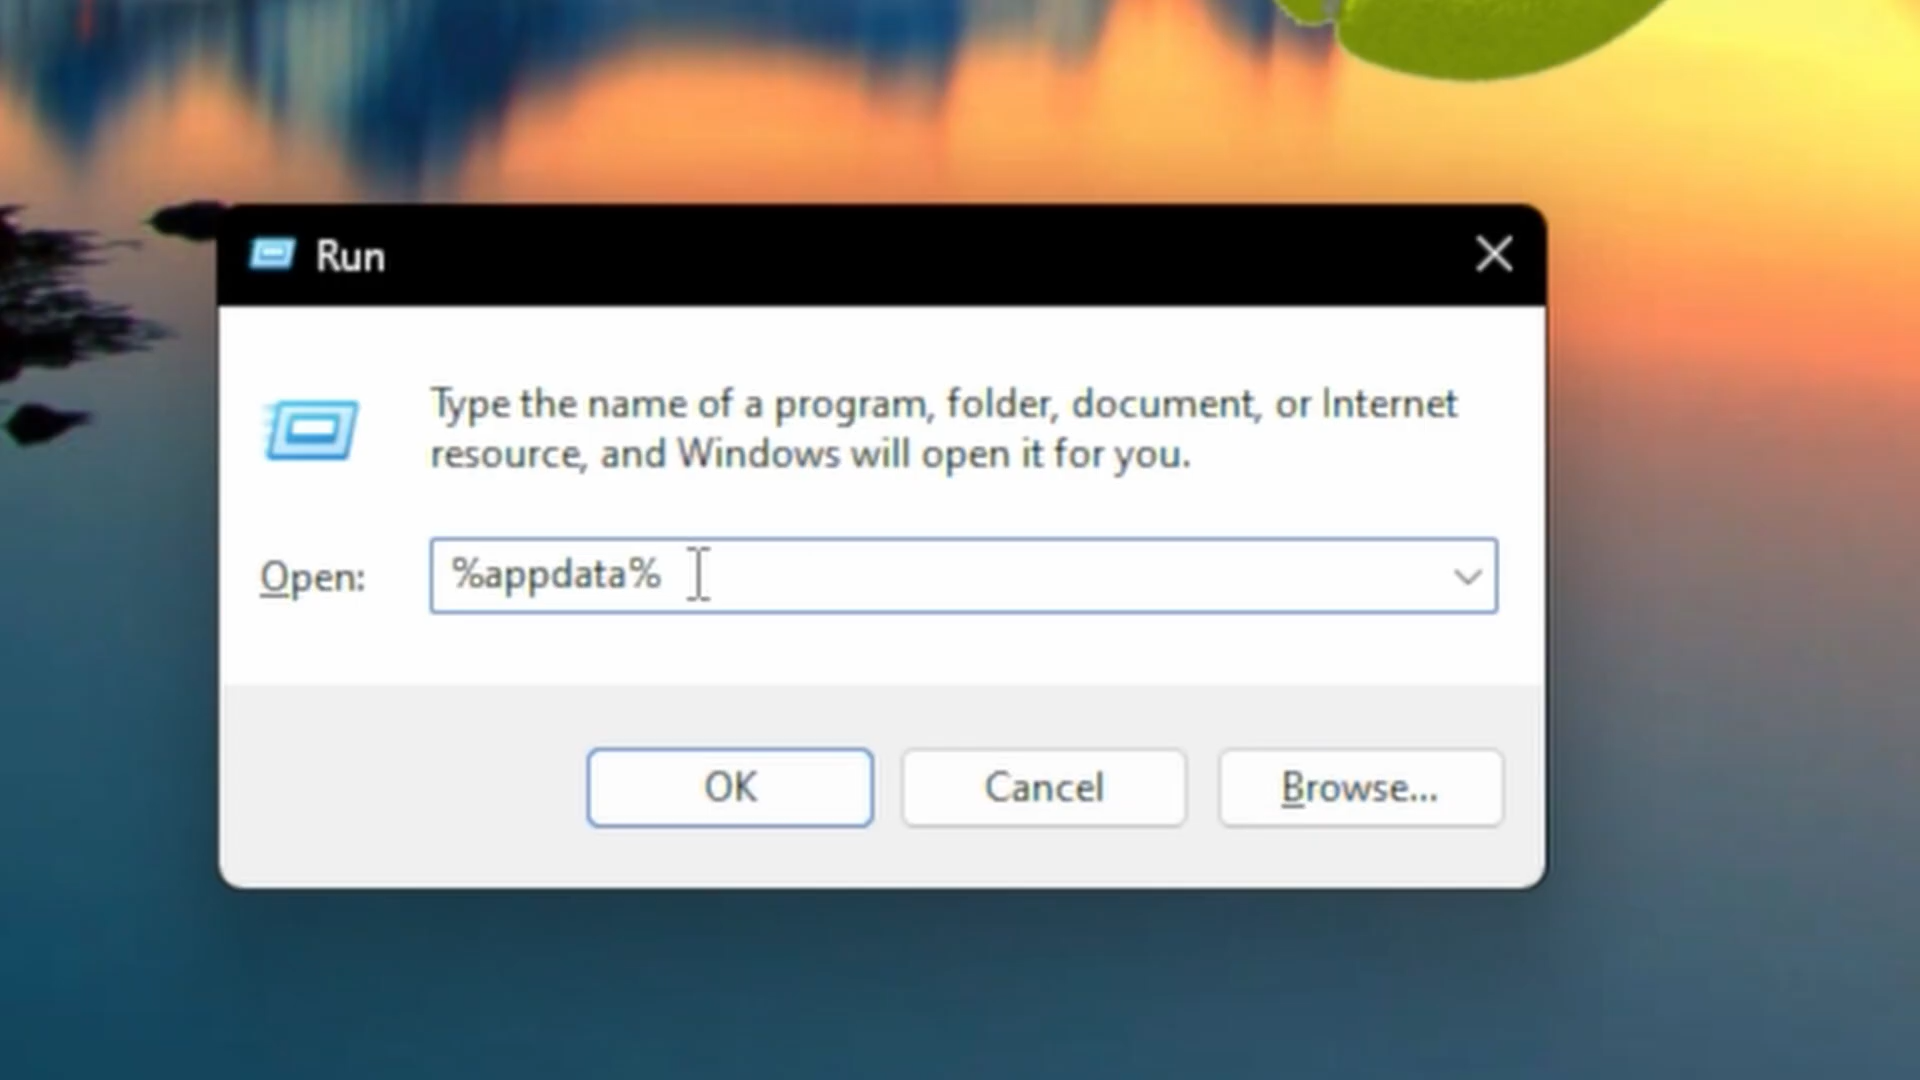 Run
Type the name of a program, folder, document, or Internet
resource, and Windows will open it for you.
Open: %appdata%
OK Cancel Browse...